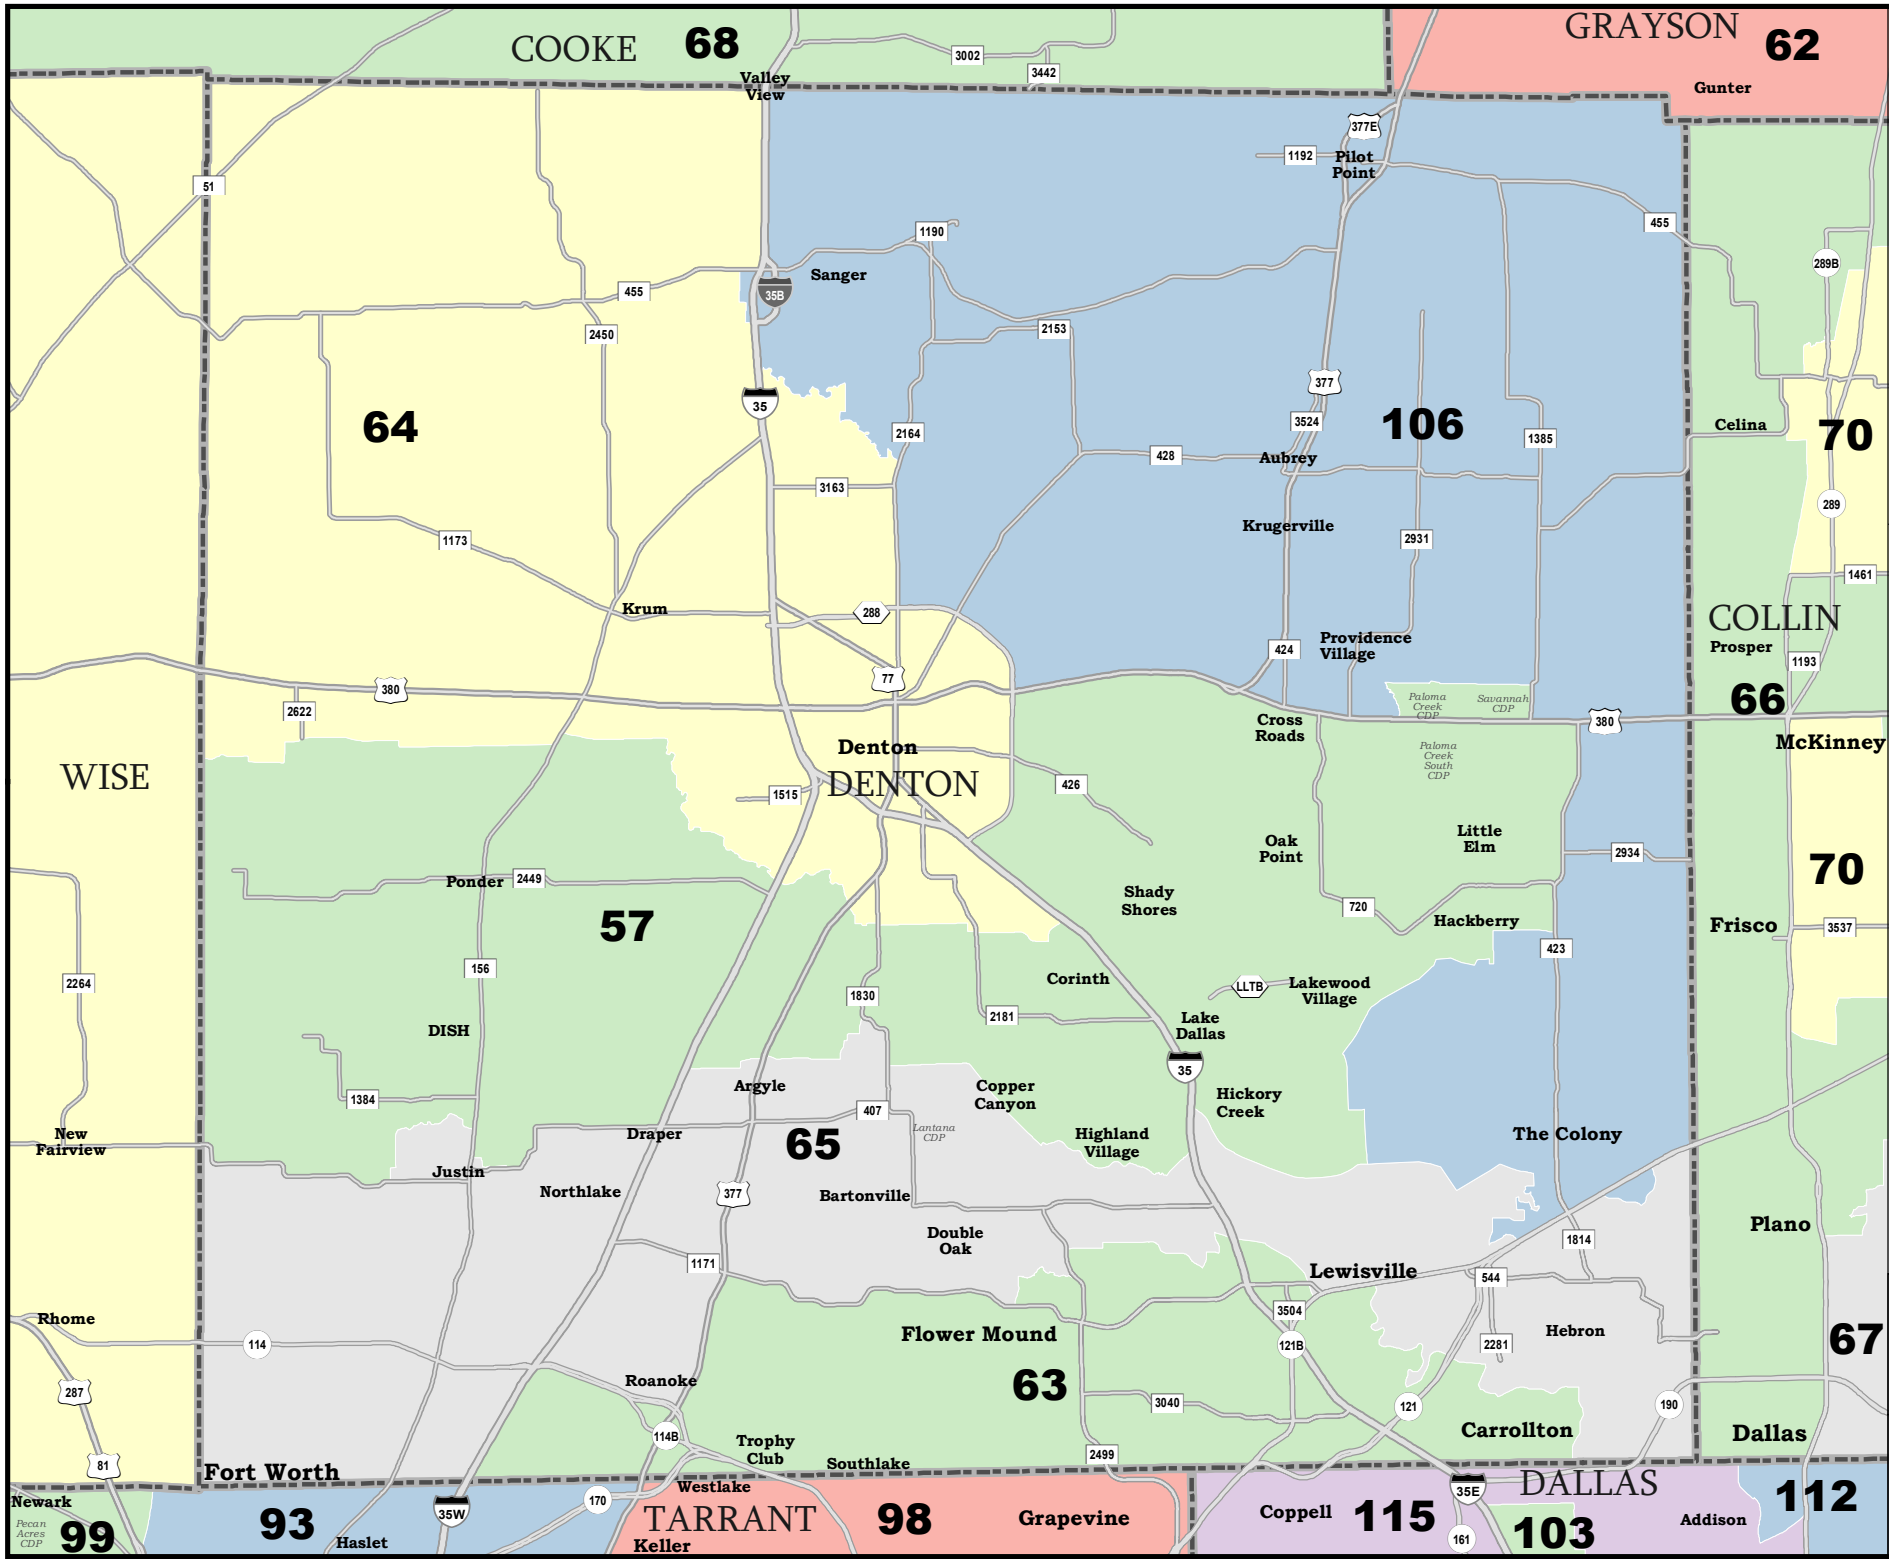 COOKE
68
GRAYSON
62
3002
3442
Valley
View
Gunter
377E
1192
Pilot
Point
51
455
1190
289B
Sanger
455
35B
2450
2153
377
35
64
3524
106
2164
1385
Celina
70
428
Aubrey
3163
289
Krugerville
1173
2931
1461
Krum
288
COLLIN
Providence
Village
424
Prosper
1193
77
380
66
2622
Paloma
Creek
CDP
Savannah
CDP
Cross
Roads
380
McKinney
Denton
DENTON
WISE
Paloma
Creek
South
CDP
1515
426
Oak
Point
Little
Elm
2934
70
Ponder
2449
Shady
Shores
720
57
Hackberry
Frisco
3537
423
156
2264
Corinth
LLTB
Lakewood
Village
1830
2181
Lake
Dallas
DISH
35
Argyle
Copper
Canyon
Hickory
Creek
1384
407
New
Fairview
Draper
65
Lantana
CDP
Highland
Village
The Colony
Justin
Northlake
377
Bartonville
Plano
Double
Oak
1814
1171
Lewisville
544
3504
Rhome
Flower Mound
Hebron
114
121B
2281
67
287
Roanoke
63
3040
121
190
114B
Trophy
Club
Carrollton
Dallas
2499
81
Southlake
Fort Worth
Westlake
35E
DALLAS
112
Newark
170
35W
TARRANT
98
Grapevine
Coppell
115
Addison
Pecan
Acres
CDP
99
93
Haslet
Keller
161
103